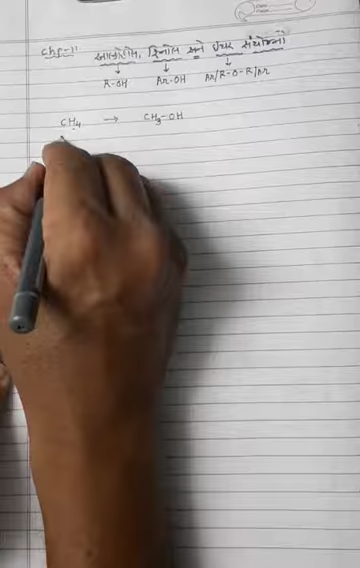 ch:-11 આલ્કોહોલ, ફિનોલ અને ઈથર સંયોજનો
↓ ↓ ↓
R-OH Ar-OH Ar/R-O-R/Ar
CH4 → CH3-OH